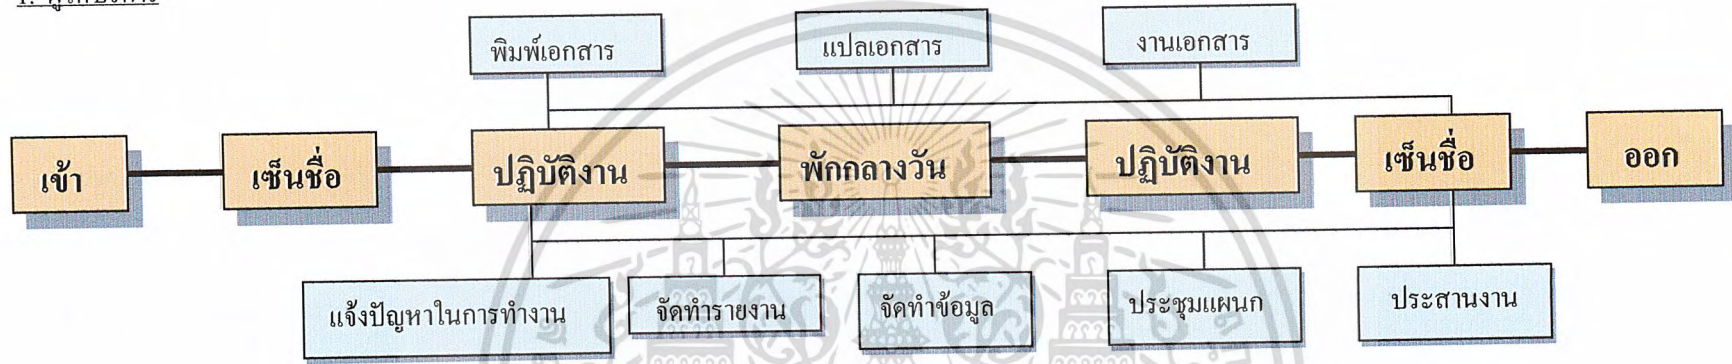 พิมพ์เอกสาร
แปลเอกสาร
งานเอกสาร
เข้า
เซ็นชื่อ
ปฏิบัติงาน
พักกลางวัน
ปฏิบัติงาน
เซ็นชื่อ
ออก
แจ้งปัญหาในการทำงาน
จัดทำรายงาน
จัดทำข้อมูล
ประชุมแผนก
ประสานงาน